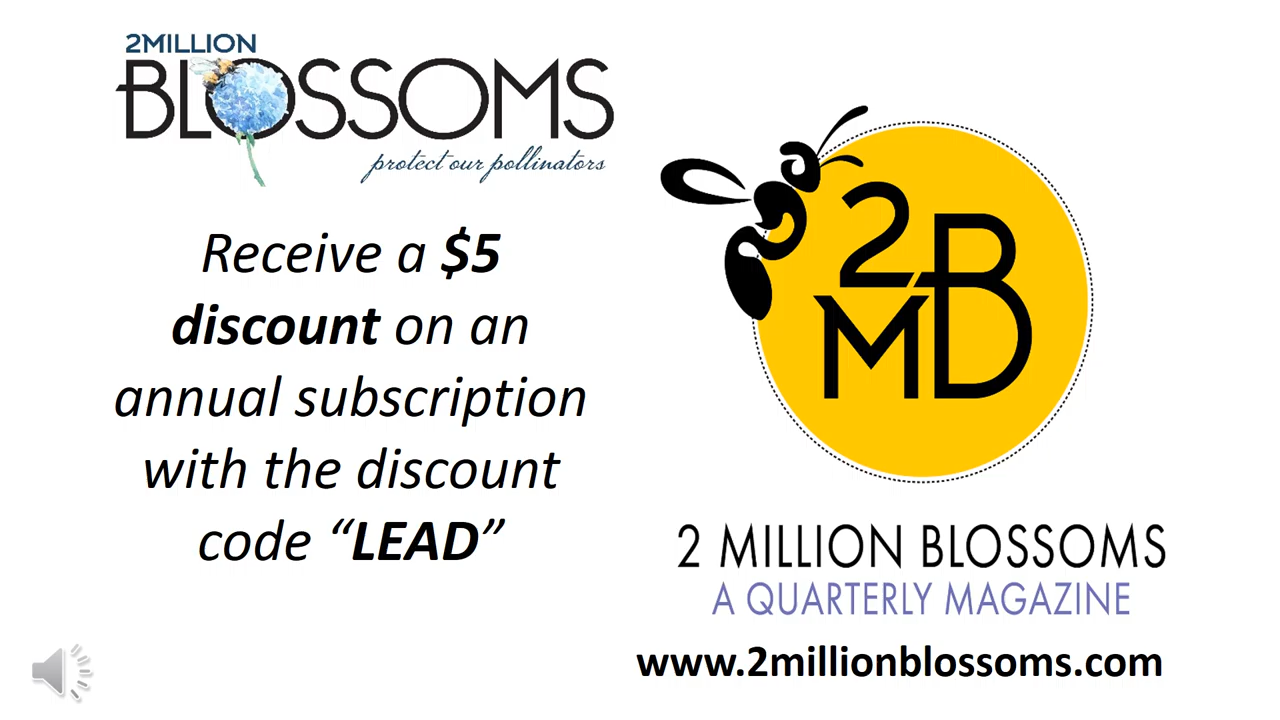 2MILLION
BLOSSOMS
protect our pollinators
Receive a $5
discount on an
annual subscription
with the discount
code “LEAD”
2B
MD
2 MILLION BLOSSOMS
A QUARTERLY MAGAZINE
www.2millionblossoms.com